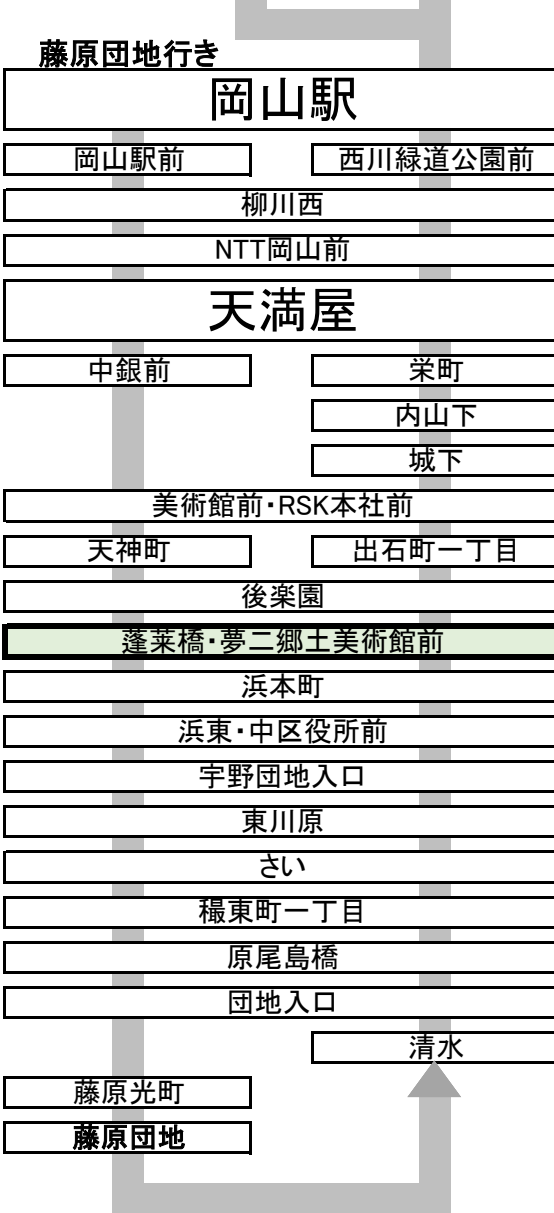 藤原団地行き
岡山駅
岡山駅前
西川緑道公園前
柳川西
NTT岡山前
天満屋
中銀前
栄町
内山下
城下
美術館前・RSK本社前
天神町
出石町一丁目
後楽園
蓬莱橋・夢二郷土美術館前
浜本町
浜東・中区役所前
宇野団地入口
東川原
さい
穝東町一丁目
原尾島橋
団地入口
清水
藤原光町
藤原団地